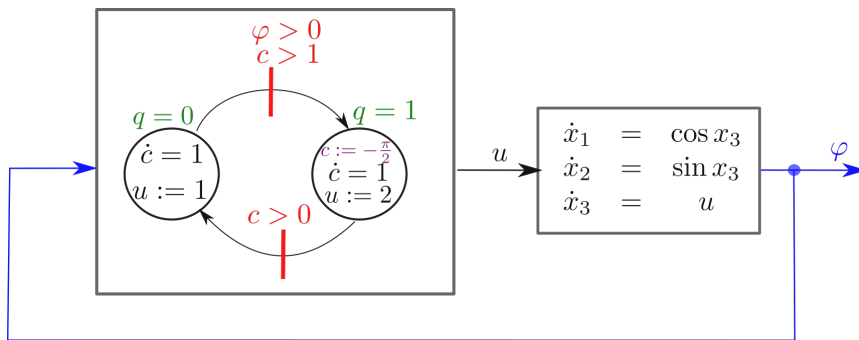 φ > 0
c > 1
q = 0
q = 1
ċ = 1
u := 1
c := −π/2
ċ = 1
u := 2
c > 0
u
ẋ₁ = cos x₃
ẋ₂ = sin x₃
ẋ₃ = u
φ